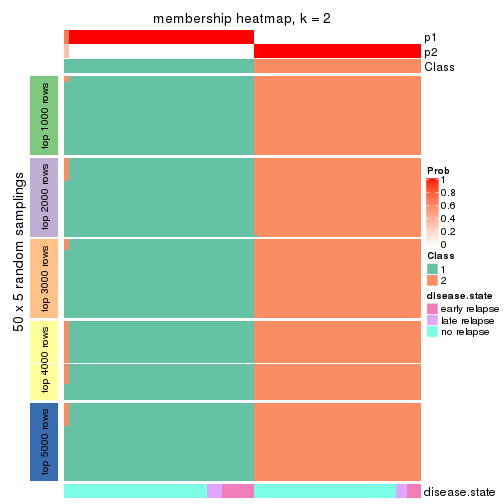 membership heatmap, k = 2
p1
p2
Class
50 x 5 random samplings
top 1000 rows
top 2000 rows
top 3000 rows
top 4000 rows
top 5000 rows
Prob
1
0.8
0.6
0.4
0.2
0
Class
1
2
disease.state
early relapse
late relapse
no relapse
disease.state